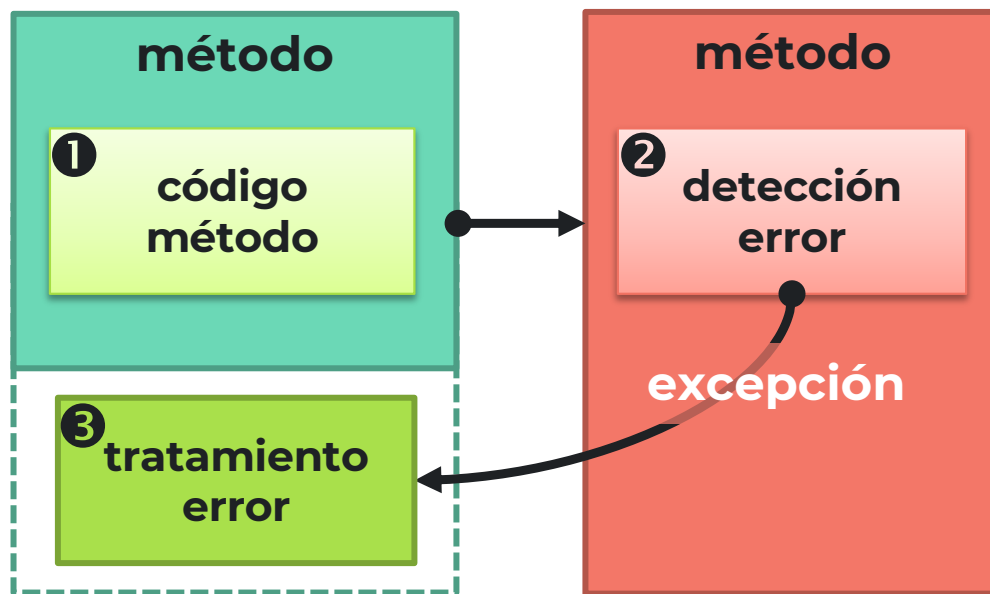 método
❶
código
método
método
❷
detección
error
excepción
❸
tratamiento
error